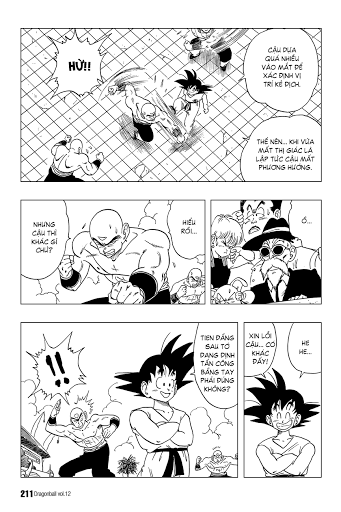 HỪ!!
CẬU DỰA
QUÁ NHIỀU
VÀO MẮT ĐỂ
XÁC ĐỊNH VỊ
TRÍ KẺ ĐỊCH.
THẾ NÊN... KHI VỪA
MẤT THỊ GIÁC LÀ
LẬP TỨC CẬU MẤT
PHƯƠNG HƯỚNG.
NHƯNG
CẬU THÌ
KHÁC GÌ
CHỨ?
HIỂU
RỒI...
Ồ...
!!
TIEN ĐẰNG
SAU TỚ
ĐANG ĐỊNH
TẤN CÔNG
BẰNG TAY
PHẢI ĐÚNG
KHÔNG?
XIN LỖI
CẬU... CÓ
KHÁC
ĐẤY!
HÌ
HÌ...
211 Dragonball vol.12